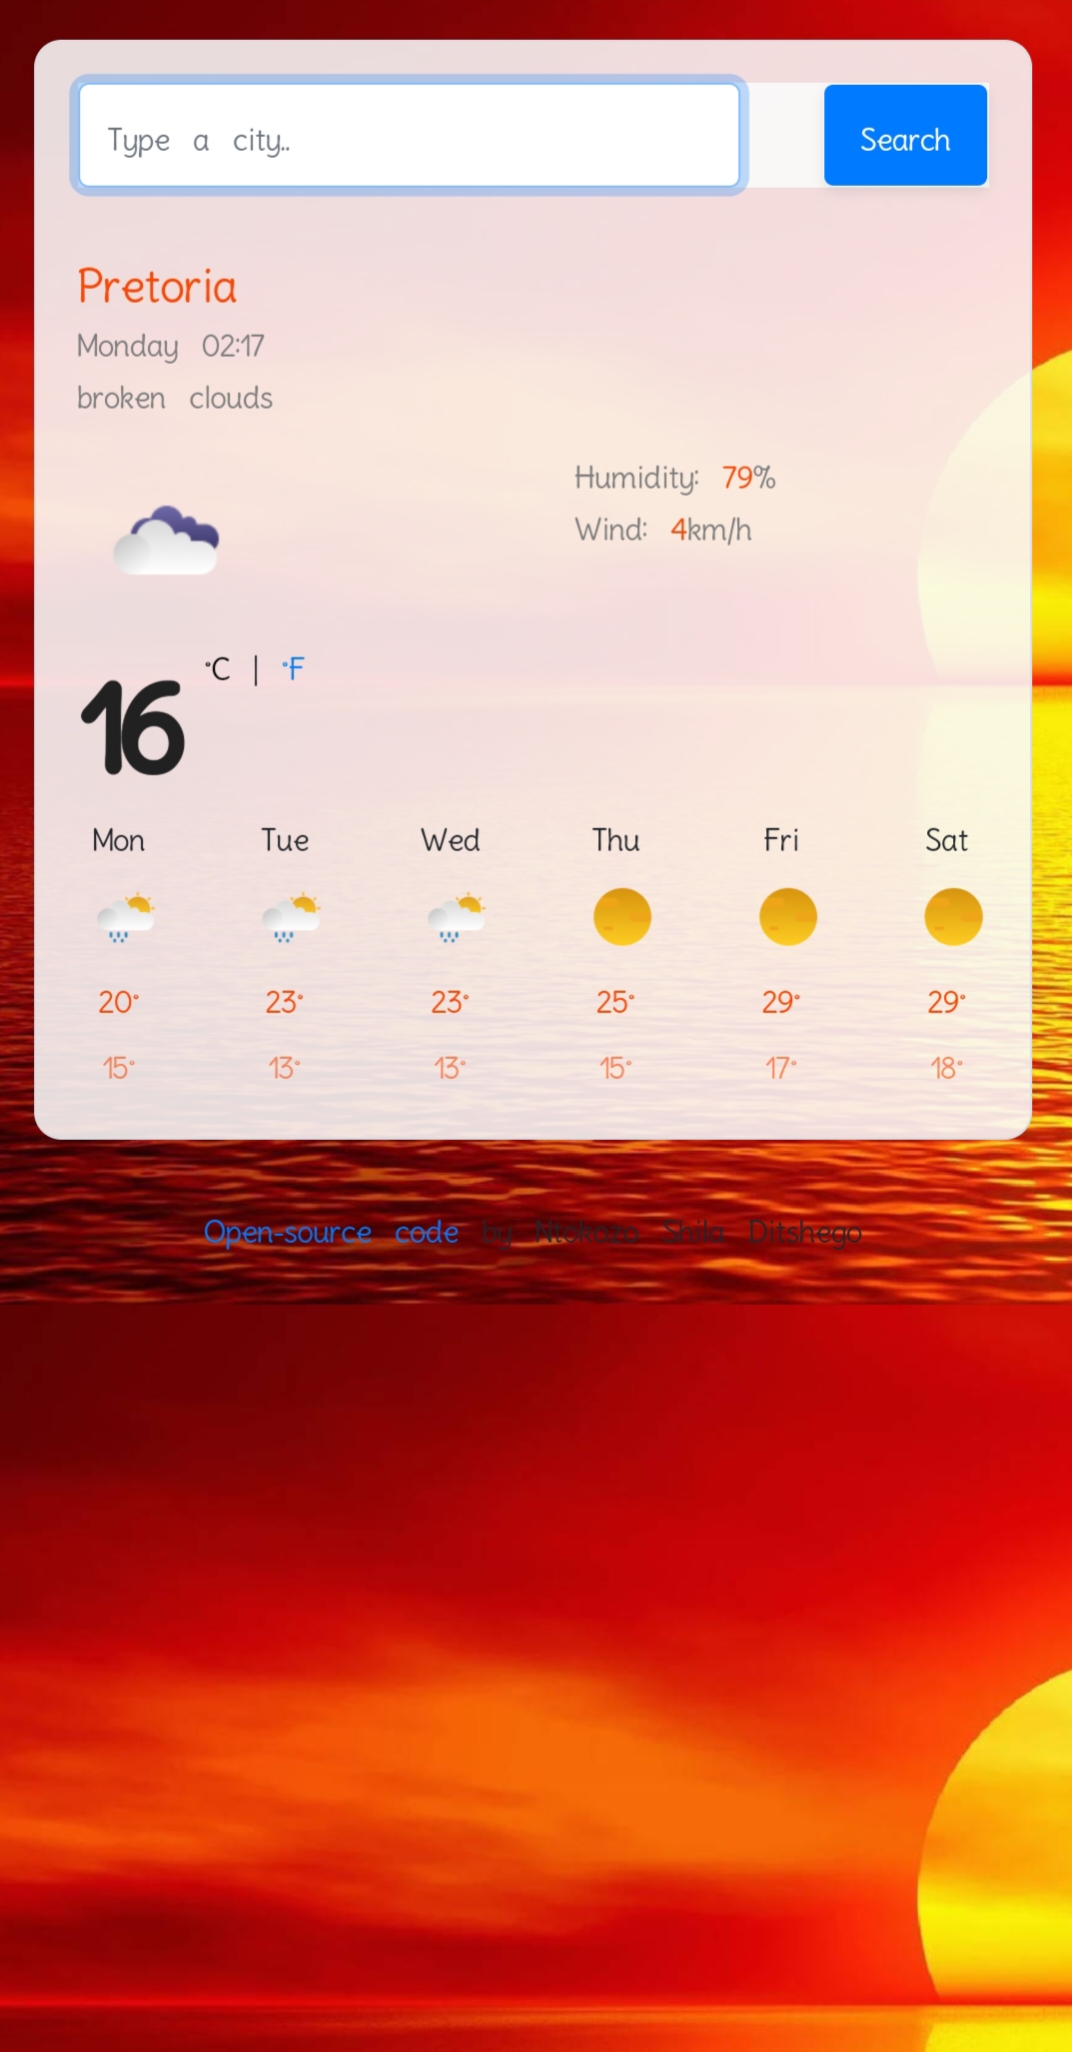 Type a city..
Search
Pretoria
Monday 02:17
broken clouds
Humidity: 79%
Wind: 4km/h
16 °C | °F
Mon Tue Wed Thu Fri Sat
20° 23° 23° 25° 29° 29°
15° 13° 13° 15° 17° 18°
Open-source code by Ntokozo Shila Ditshego